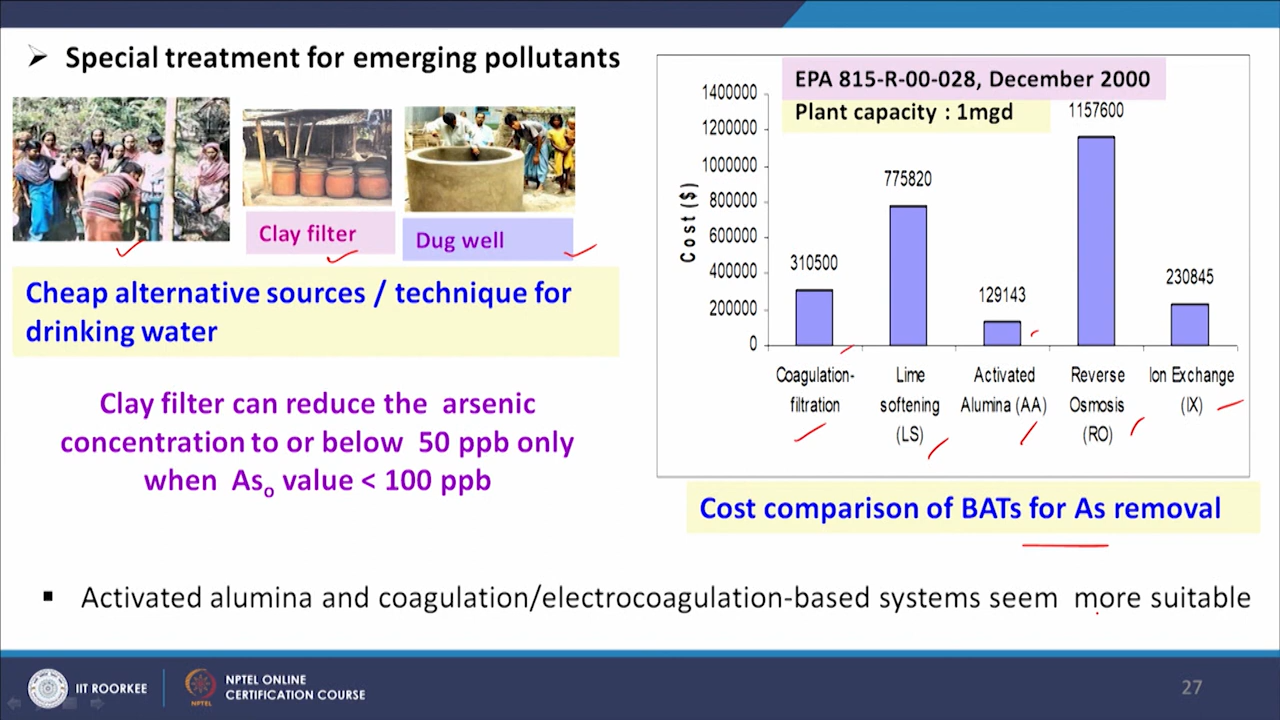 Special treatment for emerging pollutants
Clay filter
Dug well
Cheap alternative sources / technique for
drinking water
Clay filter can reduce the arsenic
concentration to or below 50 ppb only
when Aso value < 100 ppb
EPA 815-R-00-028, December 2000
Plant capacity : 1mgd
Cost ($)
1400000
1200000
1000000
800000
600000
400000
200000
0
310500
775820
129143
1157600
230845
Coagulation-
filtration
Lime
softening
(LS)
Activated
Alumina (AA)
Reverse
Osmosis
(RO)
Ion Exchange
(IX)
Cost comparison of BATs for As removal
Activated alumina and coagulation/electrocoagulation-based systems seem more suitable
IIT ROORKEE
NPTEL
NPTEL ONLINE
CERTIFICATION COURSE
27